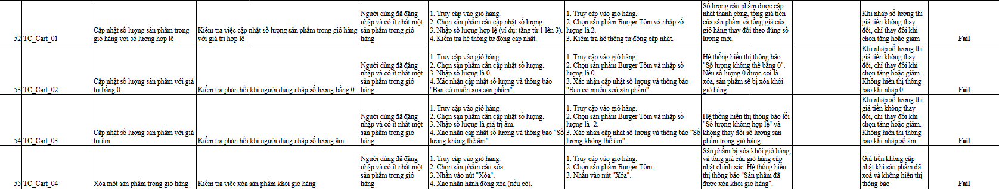 52 TC_Cart_01
Cập nhật số lượng sản phẩm trong
giỏ hàng với số lượng hợp lệ
Kiểm tra việc cập nhật số lượng sản phẩm trong giỏ hàng
với giá trị hợp lệ
Người dùng đã đăng
nhập và có ít nhất một
sản phẩm trong giỏ
hàng
1. Truy cập vào giỏ hàng.
2. Chọn sản phẩm cần cập nhật số lượng.
3. Nhập số lượng hợp lệ (ví dụ: tăng từ 1 lên 3).
4. Kiểm tra hệ thống tự động cập nhật.
1. Truy cập vào giỏ hàng.
2. Chọn sản phẩm Burger Tôm và nhập số
lượng là 2.
3. Kiểm tra hệ thống tự động cập nhật.
Số lượng sản phẩm được cập
nhật thành công, tổng giá tiền
của sản phẩm và tổng giá của
giỏ hàng thay đổi theo đúng số
lượng mới.
Khi nhập số lượng thì
giá tiền không thay
đổi, chỉ thay đổi khi
chọn tăng hoặc giảm
Fail
53 TC_Cart_02
Cập nhật số lượng sản phẩm với giá
trị bằng 0
Kiểm tra phản hồi khi người dùng nhập số lượng bằng 0
Người dùng đã đăng
nhập và có ít nhất một
sản phẩm trong giỏ
hàng
1. Truy cập vào giỏ hàng.
2. Chọn sản phẩm cần cập nhật số lượng.
3. Nhập số lượng là 0.
4. Xác nhận cập nhật số lượng và thông báo
"Bạn có muốn xoá sản phẩm".
1. Truy cập vào giỏ hàng.
2. Chọn sản phẩm Burger Tôm và nhập số
lượng là 0.
3. Xác nhận cập nhật số lượng và thông báo
"Bạn có muốn xoá sản phẩm".
Hệ thống hiển thị thông báo
"Số lượng không thể bằng 0".
Nếu số lượng 0 được coi là
xóa, sản phẩm sẽ bị xóa khỏi
giỏ hàng.
Khi nhập số lượng thì
giá tiền không thay
đổi, chỉ thay đổi khi
chọn tăng hoặc giảm.
Không hiển thị thông
báo khi nhập 0
Fail
54 TC_Cart_03
Cập nhật số lượng sản phẩm với giá
trị âm
Kiểm tra phản hồi khi người dùng nhập số lượng âm
Người dùng đã đăng
nhập và có ít nhất một
sản phẩm trong giỏ
hàng
1. Truy cập vào giỏ hàng.
2. Chọn sản phẩm cần cập nhật số lượng.
3. Nhập số lượng là giá trị âm.
4. Xác nhận cập nhật số lượng và thông báo "Số
lượng không thể âm".
1. Truy cập vào giỏ hàng.
2. Chọn sản phẩm Burger Tôm và nhập số
lượng là -2.
3. Xác nhận cập nhật số lượng và thông báo "Số
lượng không thể âm".
Hệ thống hiển thị thông báo lỗi
"Số lượng không hợp lệ" và
không thay đổi số lượng sản
phẩm trong giỏ hàng.
Khi nhập số lượng thì
giá tiền không thay
đổi, chỉ thay đổi khi
chọn tăng hoặc giảm.
Không hiển thị thông
báo khi nhập số âm
Fail
55 TC_Cart_04
Xóa một sản phẩm trong giỏ hàng
Kiểm tra việc xóa sản phẩm khỏi giỏ hàng
Người dùng đã đăng
nhập và có ít nhất một
sản phẩm trong giỏ
hàng
1. Truy cập vào giỏ hàng.
2. Chọn sản phẩm cần xóa.
3. Nhấn vào nút "Xóa".
4. Xác nhận hành động xóa (nếu có).
1. Truy cập vào giỏ hàng.
2. Chọn sản phẩm Burger Tôm.
3. Nhấn vào nút "Xóa".
Sản phẩm bị xóa khỏi giỏ hàng,
và tổng giá của giỏ hàng cập
nhật chính xác. Hệ thống hiển
thị thông báo "Sản phẩm đã
được xóa khỏi giỏ hàng".
Giá tiền không cập
nhật khi sản phẩm đã
xoá và không hiển thị
thông báo
Fail